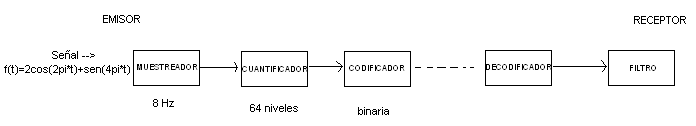 EMISOR
RECEPTOR
Señal -->
f(t)=2cos(2pi*t)+sen(4pi*t)
MUESTREADOR
CUANTIFICADOR
CODIFICADOR
DECODIFICADOR
FILTRO
8 Hz
64 niveles
binaria